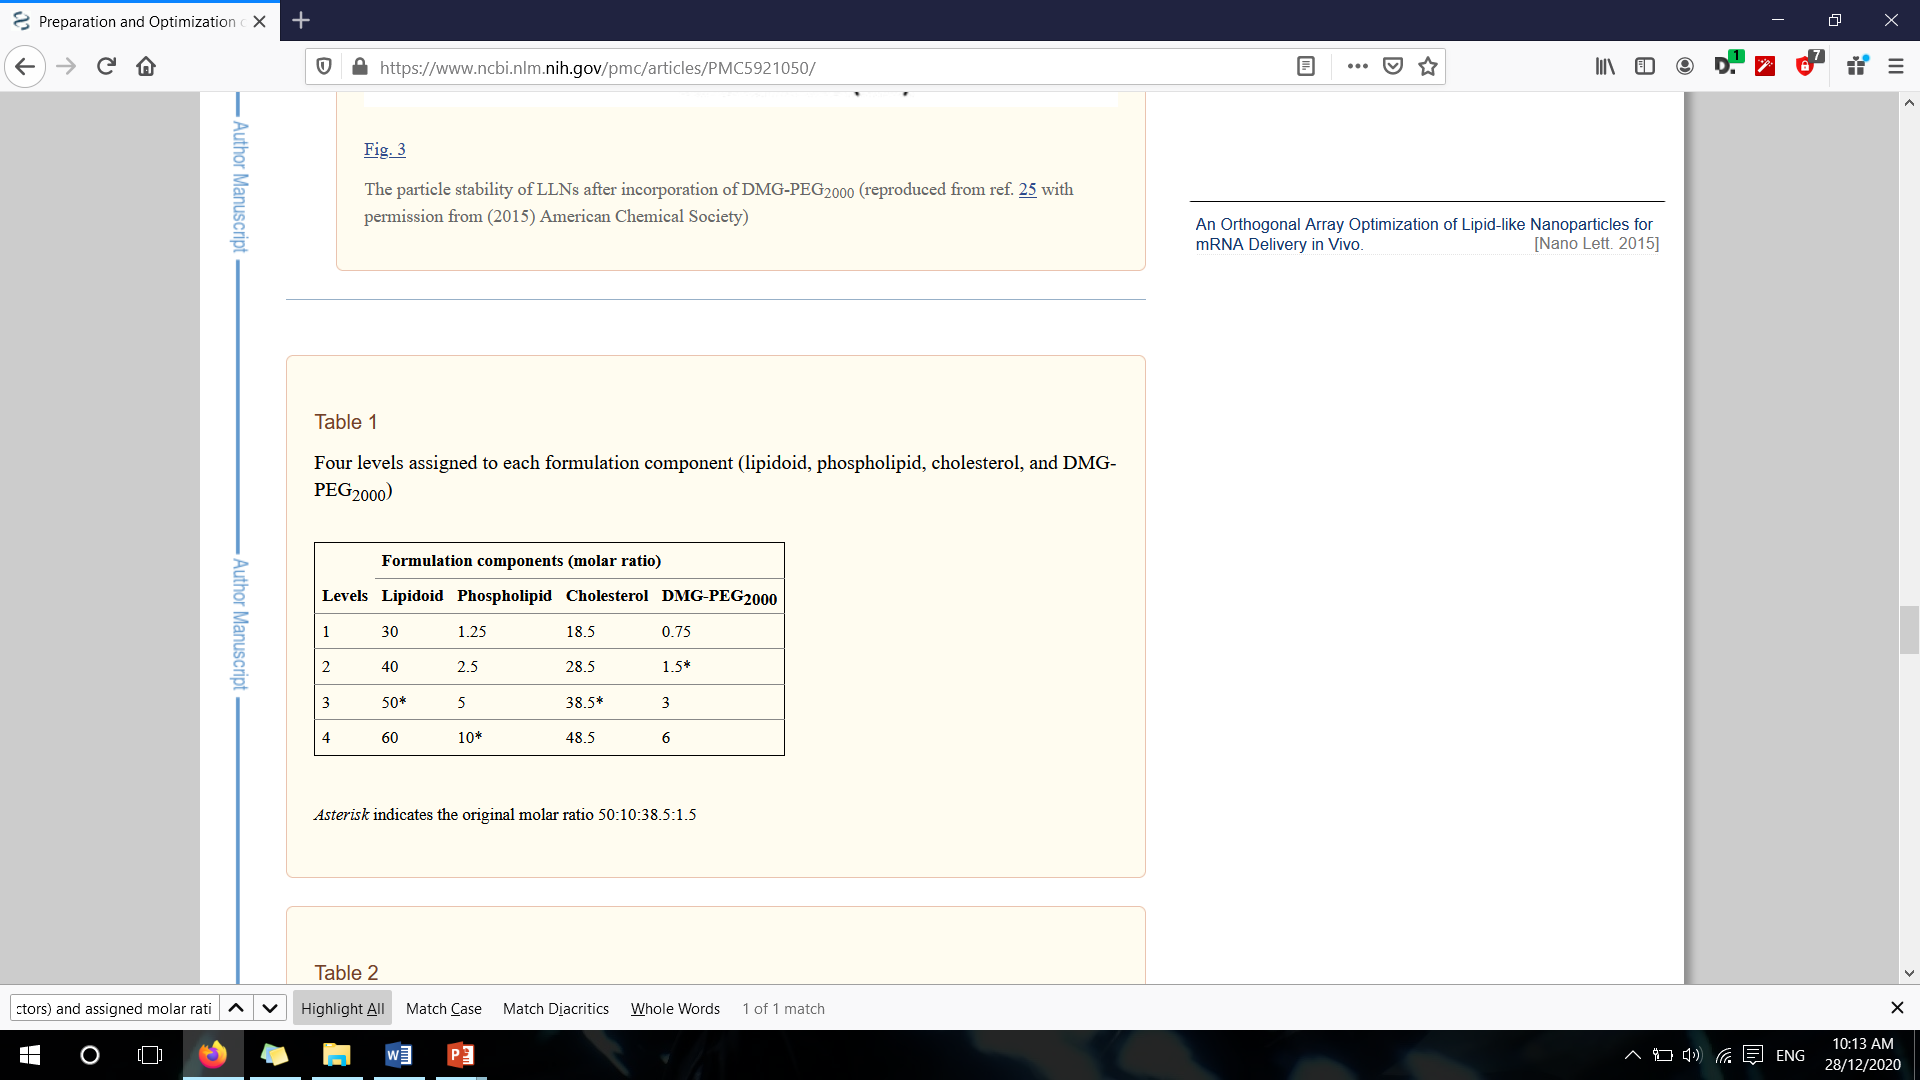 Preparation and Optimization
https://www.ncbi.nlm.nih.gov/pmc/articles/PMC5921050/
D.
1
7
Author Manuscript
Author Manuscript
Fig. 3
The particle stability of LLNs after incorporation of DMG-PEG2000 (reproduced from ref. 25 with
permission from (2015) American Chemical Society)
An Orthogonal Array Optimization of Lipid-like Nanoparticles for
mRNA Delivery in Vivo. [Nano Lett. 2015]
Table 1
Four levels assigned to each formulation component (lipidoid, phospholipid, cholesterol, and DMG-
PEG2000)
Formulation components (molar ratio)
Levels Lipidoid Phospholipid Cholesterol DMG-PEG2000
1 30 1.25 18.5 0.75
2 40 2.5 28.5 1.5*
3 50* 5 38.5* 3
4 60 10* 48.5 6
Asterisk indicates the original molar ratio 50:10:38.5:1.5
Table 2
ctors) and assigned molar rati Highlight All Match Case Match Diacritics Whole Words 1 of 1 match
ENG
10:13 AM
28/12/2020